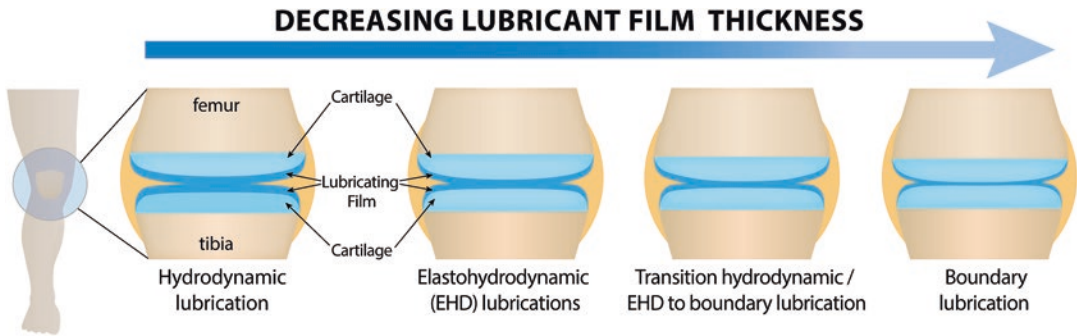 DECREASING LUBRICANT FILM THICKNESS
femur
Cartilage
Lubricating
Film
Cartilage
tibia
Hydrodynamic
lubrication
Elastohydrodynamic
(EHD) lubrications
Transition hydrodynamic /
EHD to boundary lubrication
Boundary
lubrication